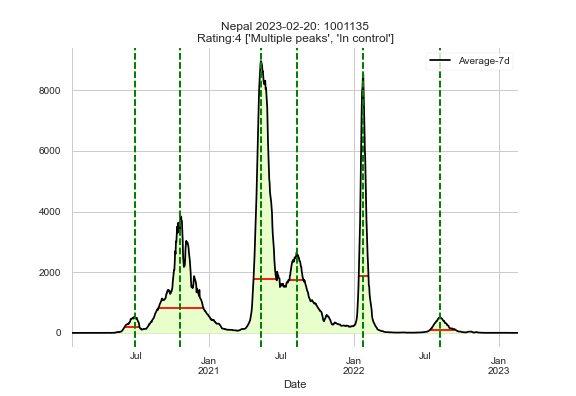 Nepal 2023-02-20: 1001135
Rating:4 ['Multiple peaks', 'In control']
Average-7d
8000
6000
4000
2000
0
Jul
Jan
2021
Jul
Jan
2022
Jul
Jan
2023
Date